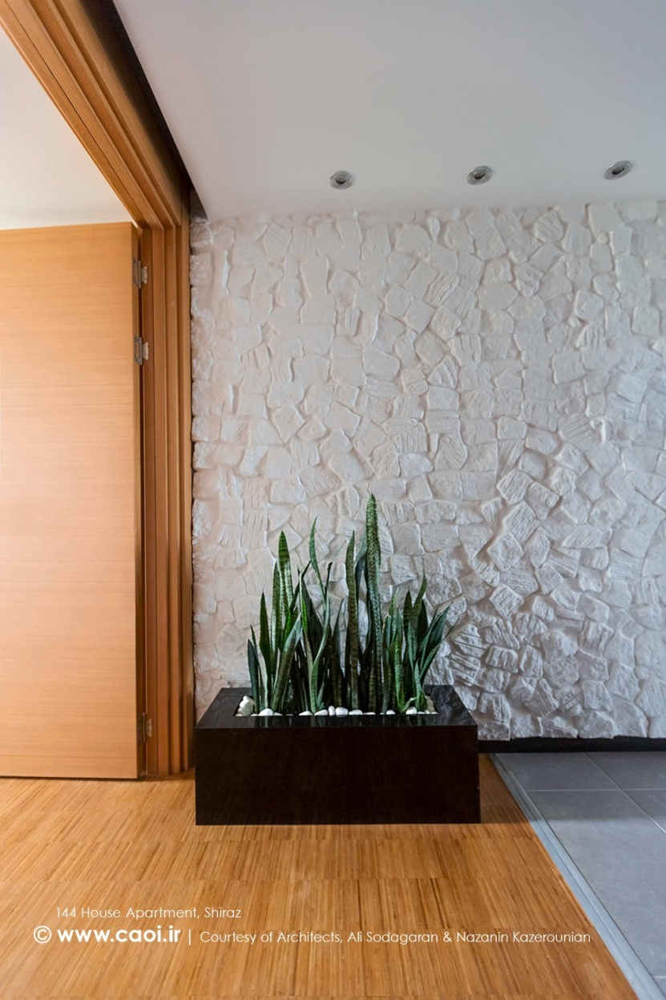 144 House Apartment, Shiraz
© www.caoi.ir | Courtesy of Architects, Ali Sodagaran & Nazanin Kazerounian